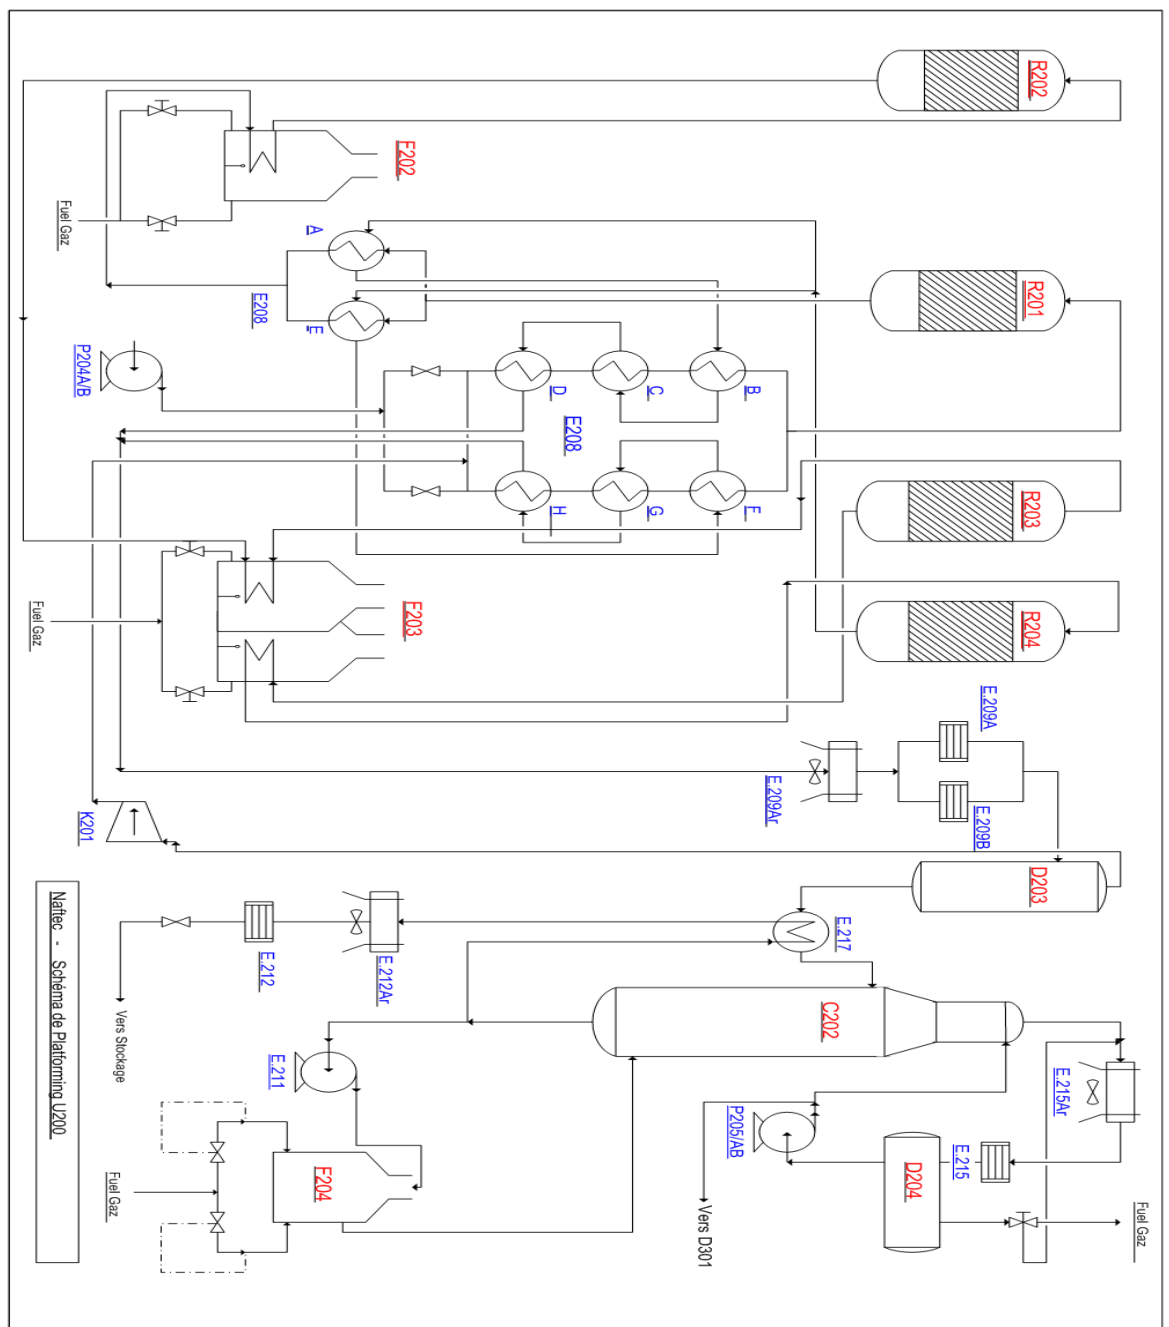 Fuel Gaz
E.215Ar
R202
R201
R203
R204
D203
E.209A
E.209B
E.215
D204
E.217
C202
E.209Ar
B
F
P205/AB
Vers D301
C
G
E208
D
H
F202
F203
E.212Ar
A
E
F204
E208
E.212
E.211
Vers Stockage
Fuel Gaz
P204A/B
K201
Fuel Gaz
Fuel Gaz
Naftec - Schéma de Platforming U200